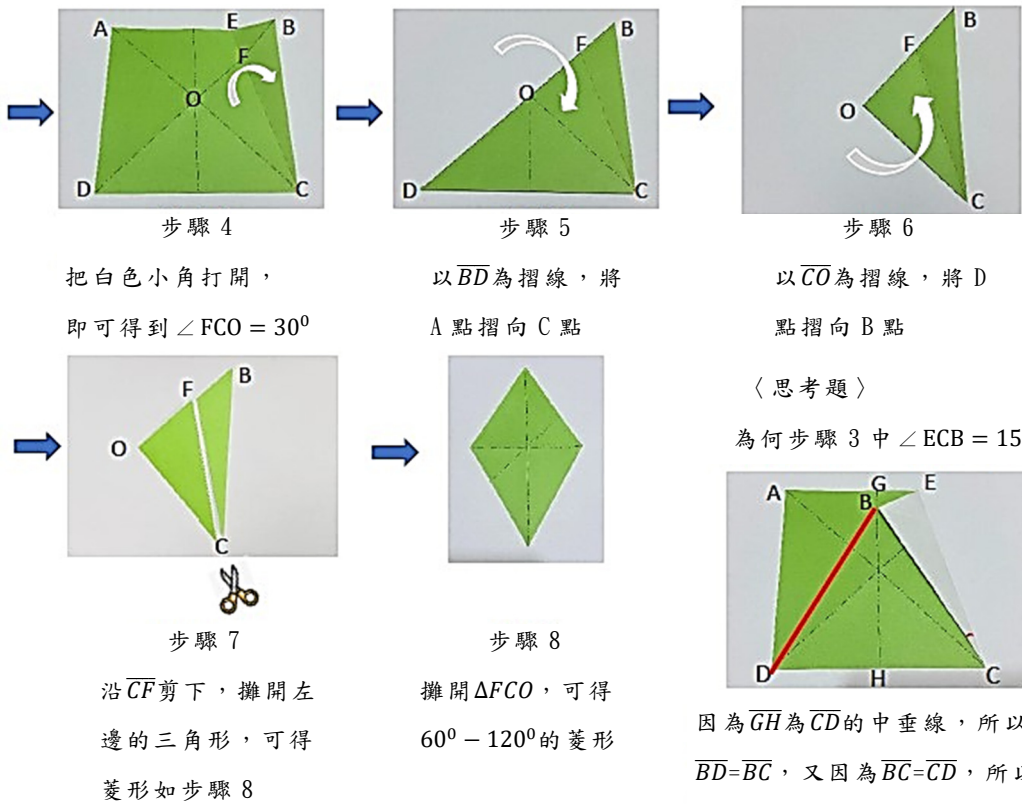 A E B
F
O
D C
步驟 4
把白色小角打開，
即可得到∠FCO = 30⁰
B
F
O
D C
步驟 5
以BD為摺線，將
A 點摺向 C 點
B
F
O
C
步驟 6
以CO為摺線，將 D
點摺向 B 點
F B
O
C
步驟 7
沿CF剪下，攤開左
邊的三角形，可得
菱形如步驟 8
步驟 8
攤開ΔFCO，可得
60⁰ − 120⁰的菱形
〈思考題〉
為何步驟 3 中∠ECB = 15
A G E
B
D H C
因為GH為CD的中垂線，所以
BD=BC，又因為BC=CD，所以